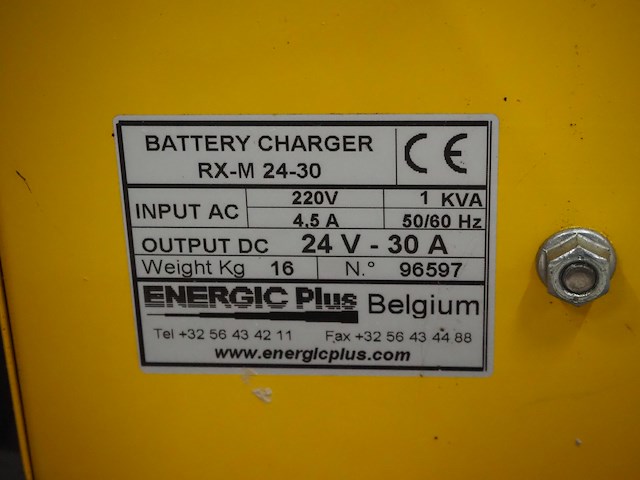 BATTERY CHARGER
RX-M 24-30
CE
INPUT AC
220V
1 KVA
4.5 A
50/60 Hz
OUTPUT DC 24 V - 30 A
Weight Kg 16 N.° 96597
ENERGIC Plus Belgium
Tel +32 56 43 42 11 Fax +32 56 43 44 88
www.energicplus.com